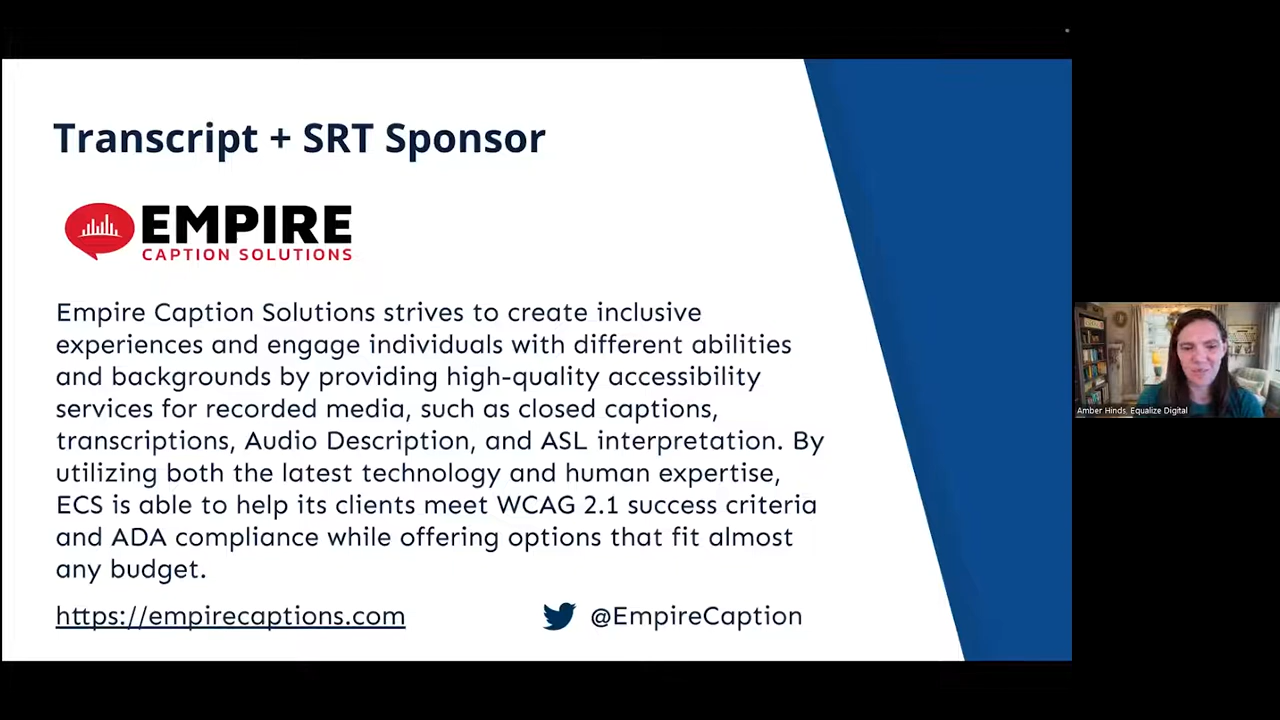 Transcript + SRT Sponsor
EMPIRE
CAPTION SOLUTIONS
Empire Caption Solutions strives to create inclusive
experiences and engage individuals with different abilities
and backgrounds by providing high-quality accessibility
services for recorded media, such as closed captions,
transcriptions, Audio Description, and ASL interpretation. By
utilizing both the latest technology and human expertise,
ECS is able to help its clients meet WCAG 2.1 success criteria
and ADA compliance while offering options that fit almost
any budget.
https://empirecaptions.com
@EmpireCaption
Amber Hinds, Equalize Digital